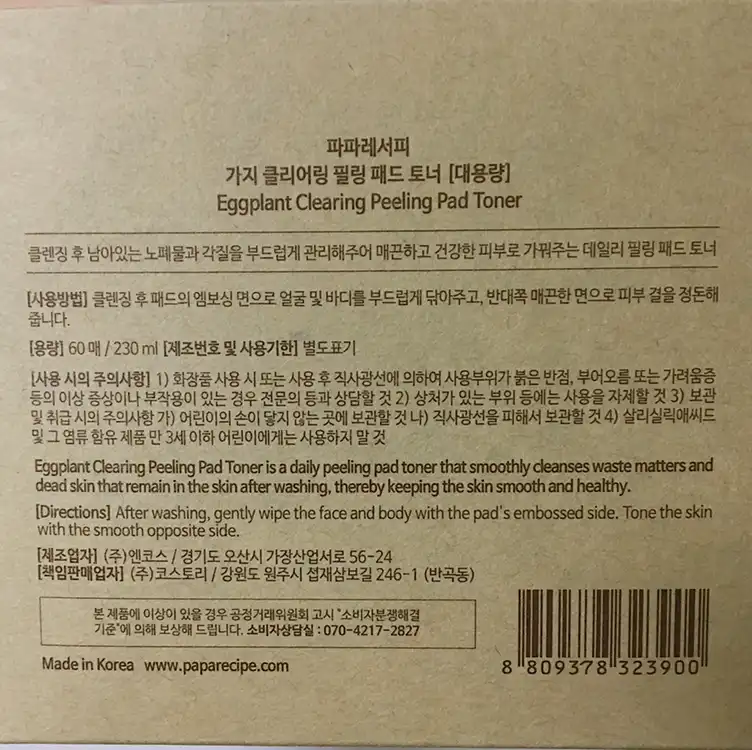 파파레서피
가지 클리어링 필링 패드 토너 [대용량]
Eggplant Clearing Peeling Pad Toner
클렌징 후 남아있는 노폐물과 각질을 부드럽게 관리해주어 매끈하고 건강한 피부로 가꿔주는 데일리 필링 패드 토너
[사용방법] 클렌징 후 패드의 엠보싱 면으로 얼굴 및 바디를 부드럽게 닦아주고, 반대쪽 매끈한 면으로 피부 결을 정돈해
줍니다.
[용량] 60 매 / 230 ml [제조번호 및 사용기한] 별도표기
[사용 시의 주의사항] 1) 화장품 사용 시 또는 사용 후 직사광선에 의하여 사용부위가 붉은 반점, 부어오름 또는 가려움증
등의 이상 증상이나 부작용이 있는 경우 전문의 등과 상담할 것 2) 상처가 있는 부위 등에는 사용을 자제할 것 3) 보관
및 취급 시의 주의사항 가) 어린이의 손이 닿지 않는 곳에 보관할 것 나) 직사광선을 피해서 보관할 것 4) 살리실릭애씨드
및 그 염류 함유 제품 만 3세 이하 어린이에게는 사용하지 말 것
Eggplant Clearing Peeling Pad Toner is a daily peeling pad toner that smoothly cleanses waste matters and
dead skin that remain in the skin after washing, thereby keeping the skin smooth and healthy.
[Directions] After washing, gently wipe the face and body with the pad's embossed side. Tone the skin
with the smooth opposite side.
[제조업자] (주)엔코스 / 경기도 오산시 가장산업서로 56-24
[책임판매업자] (주)코스토리 / 강원도 원주시 섭재삼보길 246-1 (반곡동)
본 제품에 이상이 있을 경우 공정거래위원회 고시 "소비자분쟁해결
기준"에 의해 보상해 드립니다. 소비자상담실 : 070-4217-2827
Made in Korea www.paparecipe.com
8 809378 323900